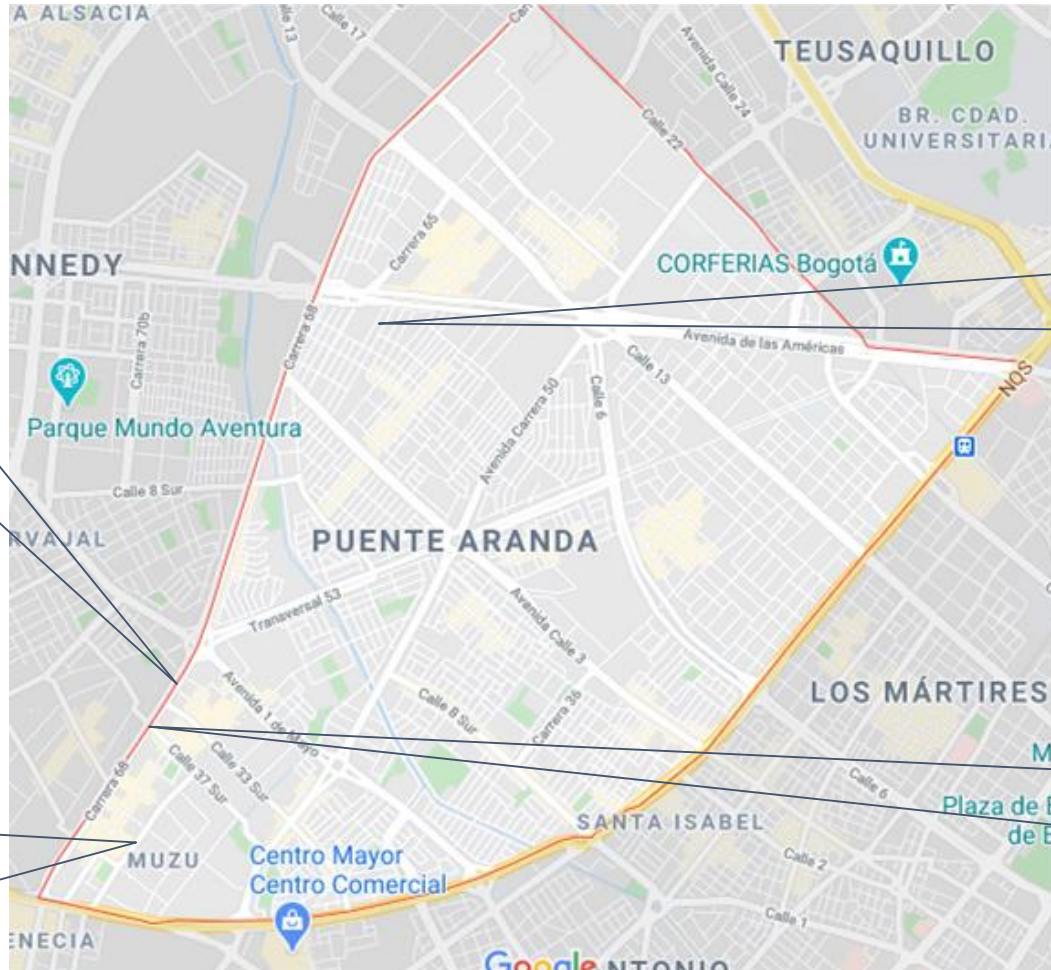 A ALSACIA
Calle 13
Calle 17
Avenida Calle 24
TEUSAQUILLO
BR. CDAD.
UNIVERSITARI
Calle 22
Carrera 65
NNEDY
CORFERIAS Bogotá
Carrera 70b
Carrera 68
Avenida de las Américas
NQS
Calle 13
Calle 6
Avenida Carrera 50
Parque Mundo Aventura
Calle 8 Sur
RVAJAL
PUENTE ARANDA
Transversal 53
Avenida Calle 3
LOS MÁRTIRES
Avenida 1 de Mayo
Calle 8 Sur
Carrera 36
Calle 33 Sur
Calle 37 Sur
Carrera 68
M
Calle 6
Plaza de E
de E
SANTA ISABEL
MUZU
Centro Mayor
Centro Comercial
Calle 2
Calle 1
ENECIA
Google
NTONIO